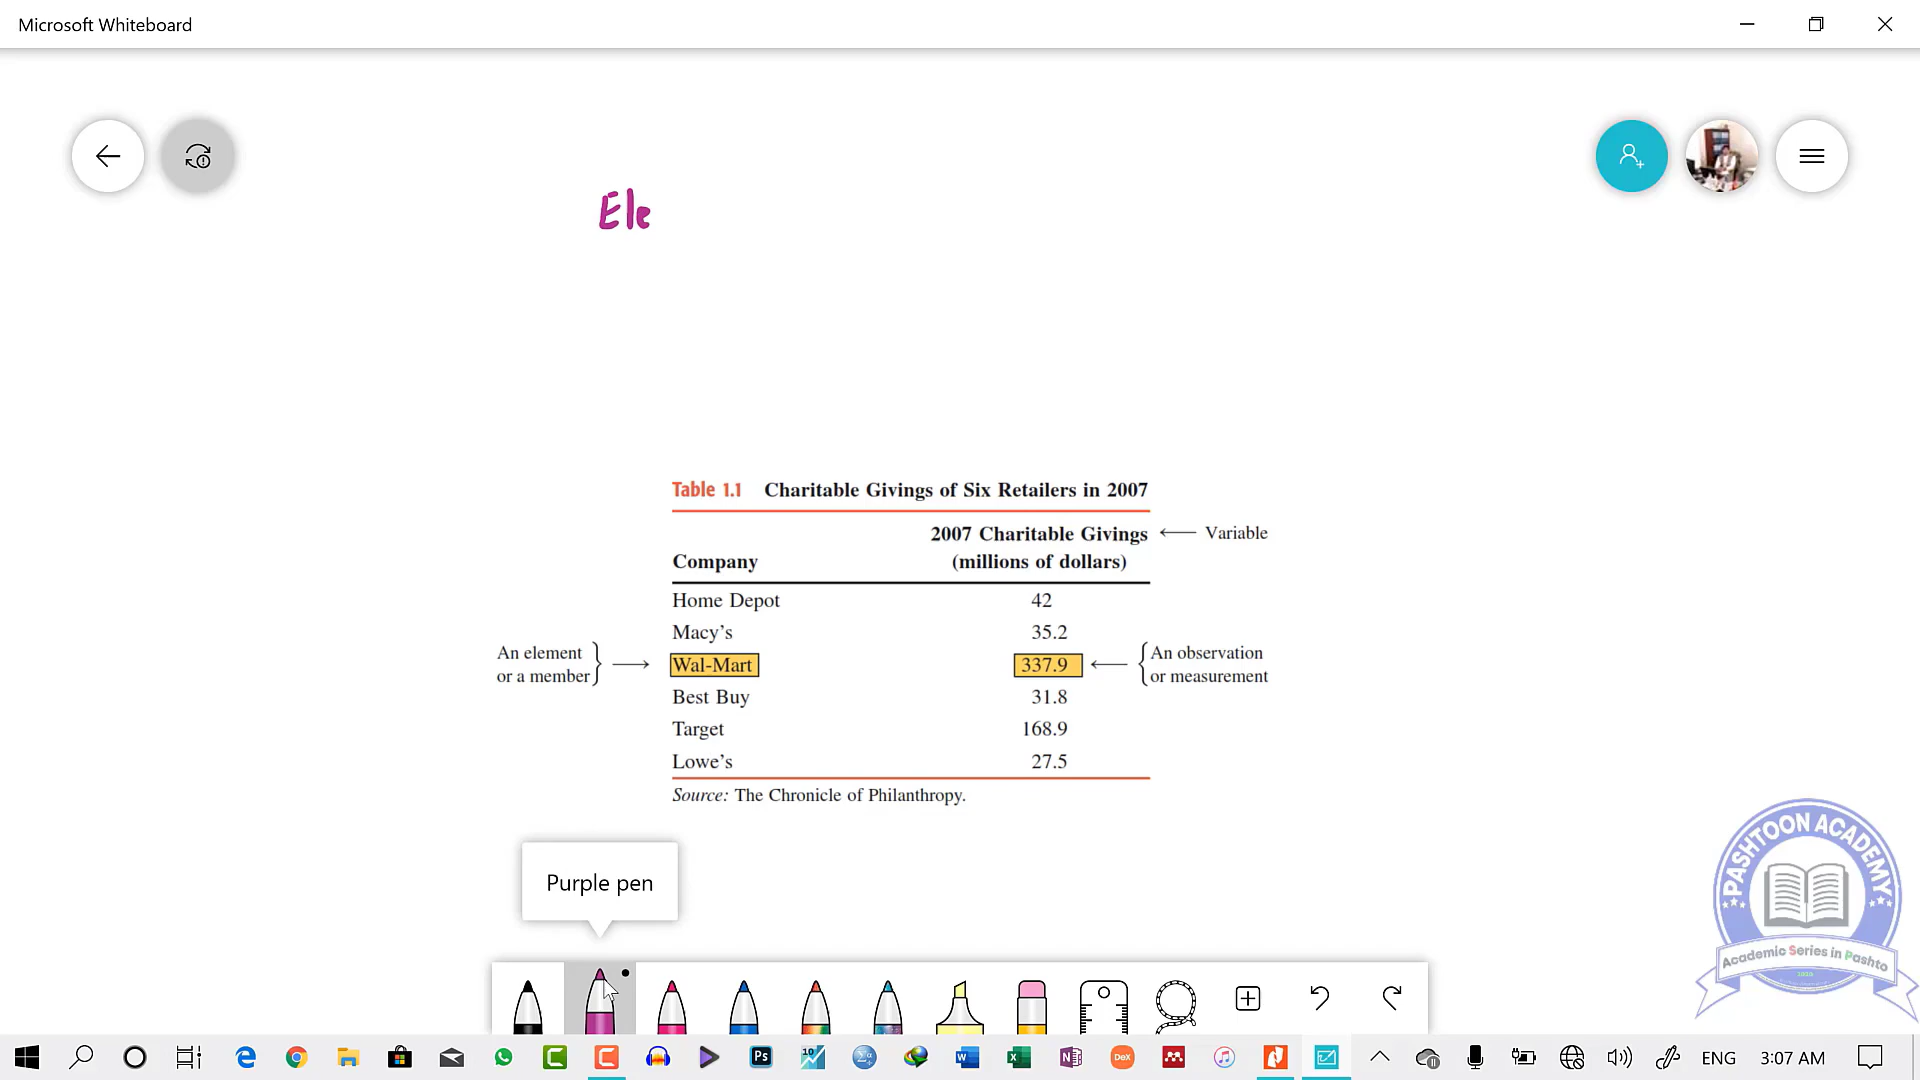 Microsoft Whiteboard
Ele
Table 1.1 Charitable Givings of Six Retailers in 2007
2007 Charitable Givings ← Variable
Company (millions of dollars)
Home Depot 42
Macy's 35.2
An element or a member → Wal-Mart 337.9 ← An observation or measurement
Best Buy 31.8
Target 168.9
Lowe's 27.5
Source: The Chronicle of Philanthropy.
Purple pen
PASHTOON ACADEMY
Academic Series in Pashto
ENG 3:07 AM